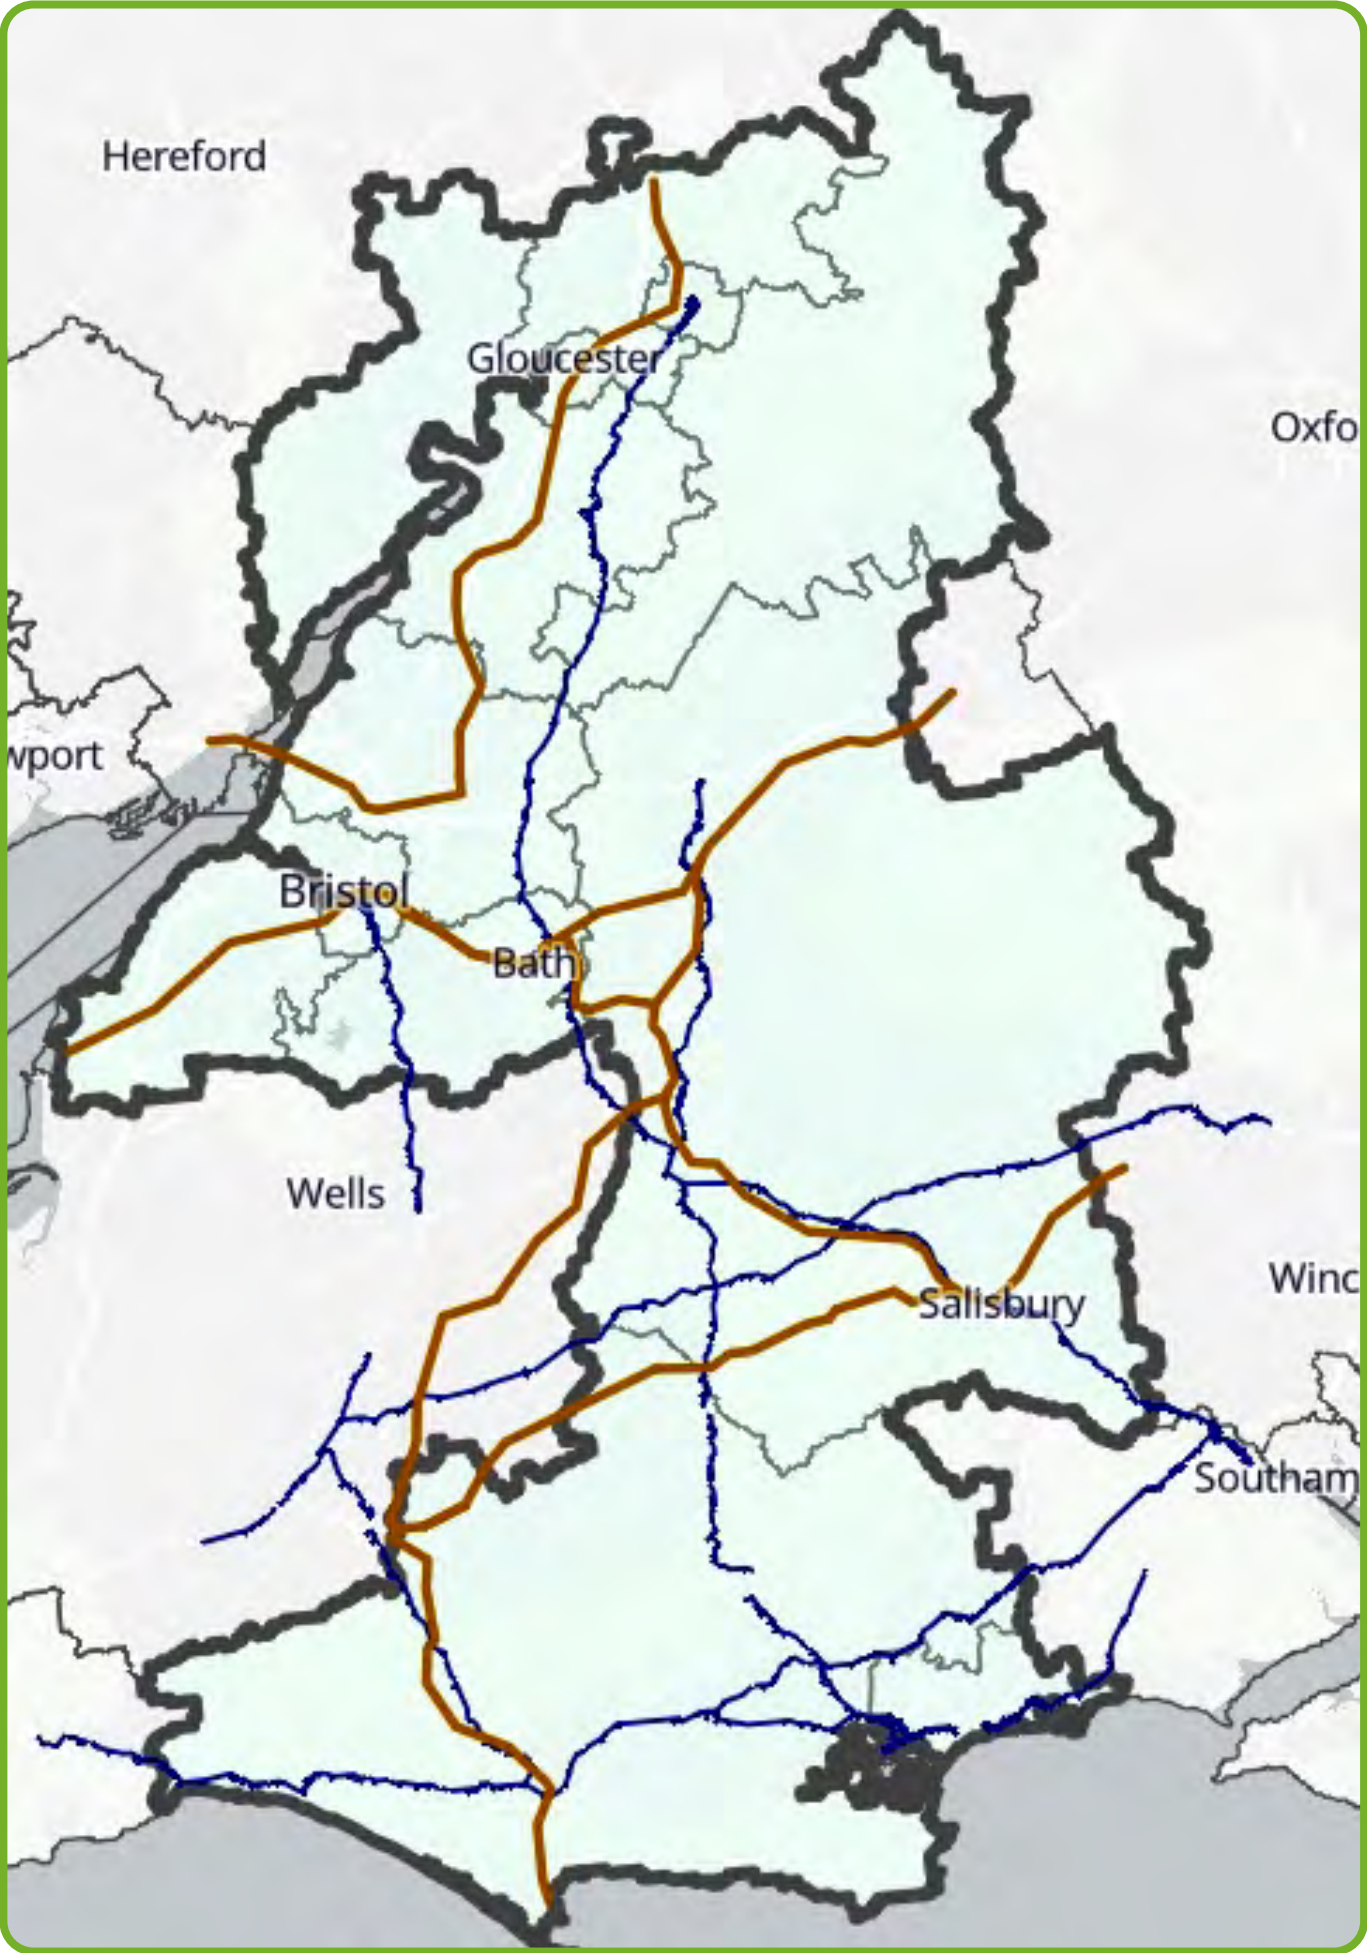 Hereford
Gloucester
Oxfo
wport
Bristol
Bath
Wells
Winc
Salisbury
Southam